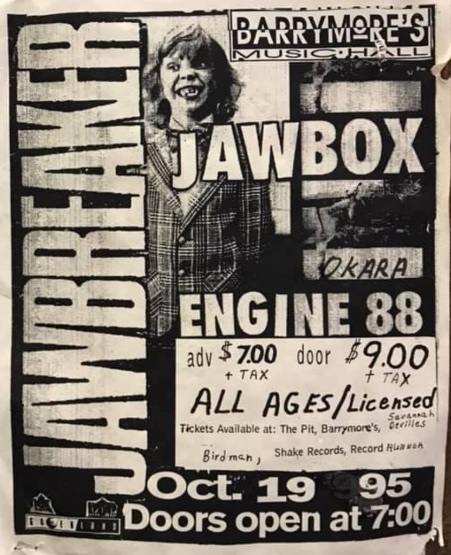 BARRYMORE'S
MUSIC•HALL
JAWBREAKER
JAWBOX
OKARA
ENGINE 88
adv $7.00 door $9.00
+ TAX + TAX
ALL AGES/Licensed
Tickets Available at: The Pit, Barrymore's, Savannah Devilles
Birdman, Shake Records, Record Runner
Oct. 19 95
Doors open at 7:00